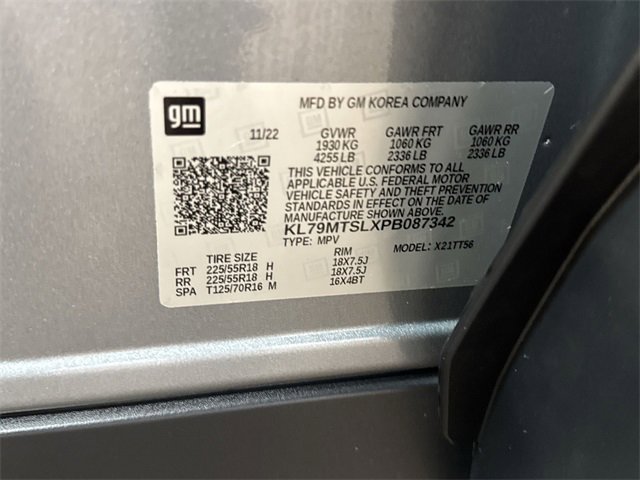 gm
MFD BY GM KOREA COMPANY
11/22 GVWR GAWR FRT GAWR RR
1930 KG 1060 KG 1060 KG
4255 LB 2336 LB 2336 LB
THIS VEHICLE CONFORMS TO ALL
APPLICABLE U.S. FEDERAL MOTOR
VEHICLE SAFETY AND THEFT PREVENTION
STANDARDS IN EFFECT ON THE DATE OF
MANUFACTURE SHOWN ABOVE.
KL79MTSLXPB087342
TYPE: MPV MODEL: X21TT56
TIRE SIZE RIM
FRT 225/55R18 H 18X7.5J
RR 225/55R18 H 18X7.5J
SPA T125/70R16 M 16X4BT